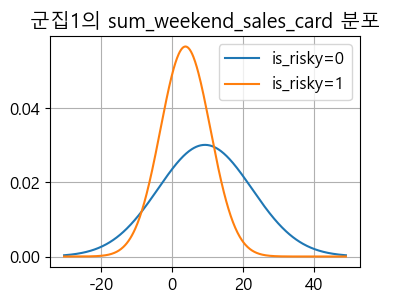 군집1의 sum_weekend_sales_card 분포
is_risky=0
is_risky=1
0.04
0.02
0.00
-20
0
20
40